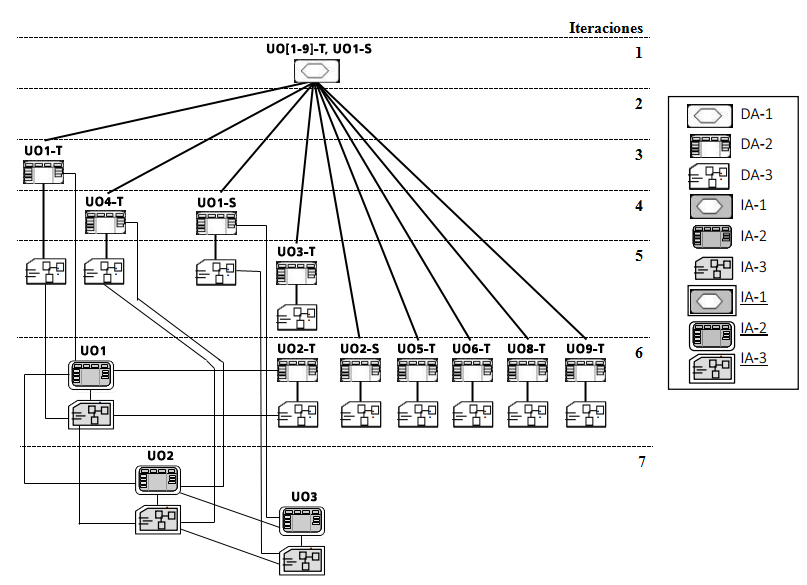 Iteraciones
UO[1-9]-T, UO1-S
1
2
UO1-T
3
UO4-T
UO1-S
4
UO3-T
5
UO1
UO2-T
UO2-S
UO5-T
UO6-T
UO8-T
UO9-T
6
UO2
7
UO3
DA-1
DA-2
DA-3
IA-1
IA-2
IA-3
IA-1
IA-2
IA-3